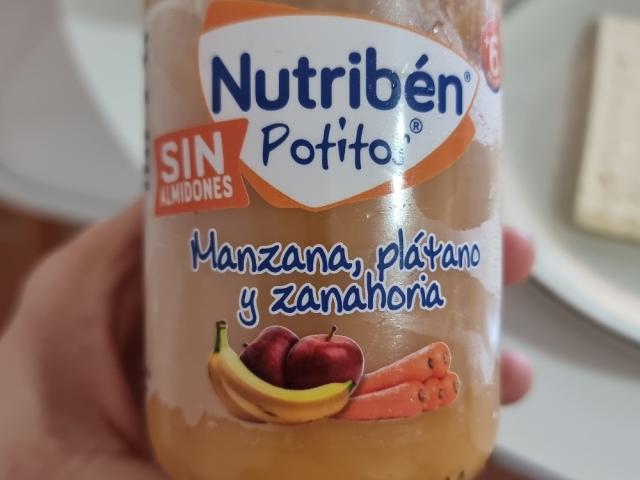 Nutribén®
Potitos®
SIN
ALMIDONES
Manzana, plátano
y zanahoria